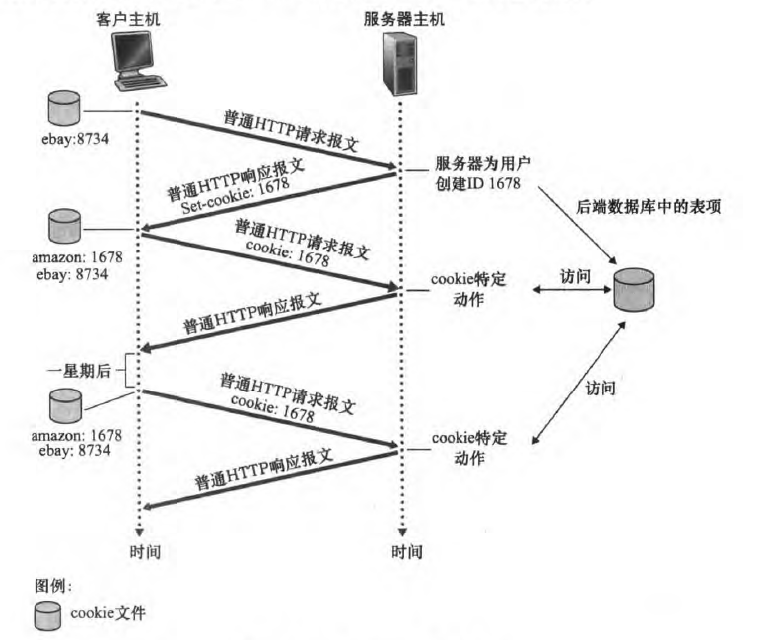 客户主机
服务器主机
ebay:8734
普通HTTP请求报文
服务器为用户
创建ID 1678
普通HTTP响应报文
Set-cookie: 1678
后端数据库中的表项
amazon: 1678
ebay: 8734
普通HTTP请求报文
cookie: 1678
cookie特定
动作
访问
普通HTTP响应报文
一星期后
普通HTTP请求报文
cookie: 1678
访问
amazon: 1678
ebay: 8734
cookie特定
动作
普通HTTP响应报文
时间
时间
图例:
cookie文件